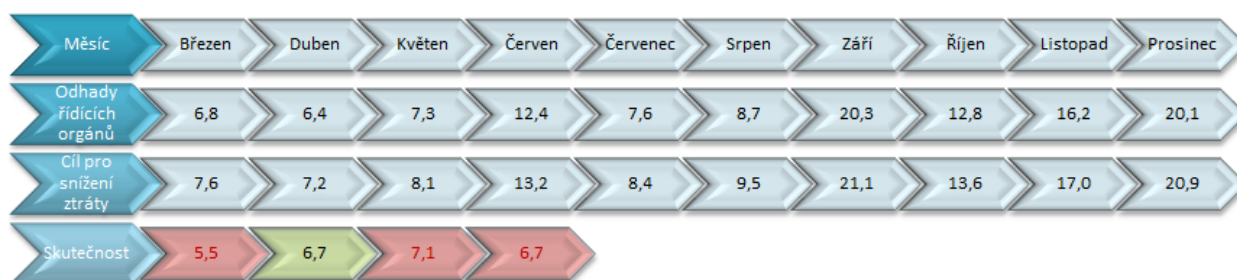 Měsíc Březen Duben Květen Červen Červenec Srpen Září Říjen Listopad Prosinec
Odhady
řídících
orgánů
6,8 6,4 7,3 12,4 7,6 8,7 20,3 12,8 16,2 20,1
Cíl pro
snížení
ztráty
7,6 7,2 8,1 13,2 8,4 9,5 21,1 13,6 17,0 20,9
Skutečnost 5,5 6,7 7,1 6,7